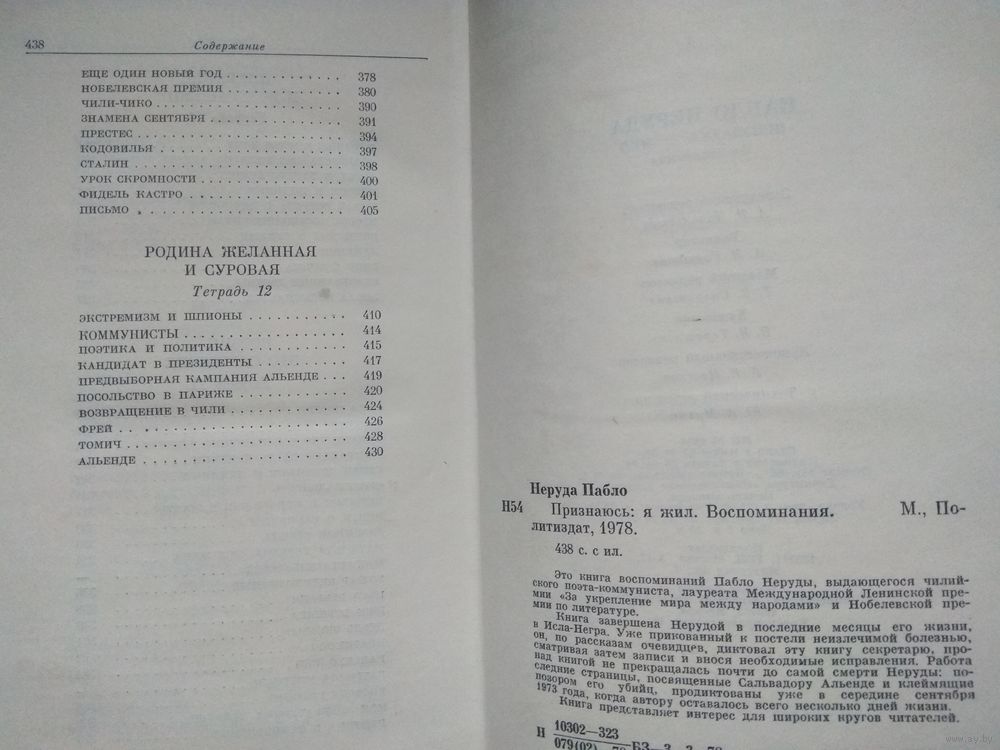 438
Содержание
ЕЩЕ ОДИН НОВЫЙ ГОД . . . . . . . . . . . . . 378
НОБЕЛЕВСКАЯ ПРЕМИЯ . . . . . . . . . . . . . 380
ЧИЛИ-ЧИКО . . . . . . . . . . . . . . . . . . . . 390
ЗНАМЕНА СЕНТЯБРЯ . . . . . . . . . . . . . . . 391
ПРЕСТЕС . . . . . . . . . . . . . . . . . . . . . . 394
КОДОВИЛЬЯ . . . . . . . . . . . . . . . . . . . . 397
СТАЛИН . . . . . . . . . . . . . . . . . . . . . . 398
УРОК СКРОМНОСТИ . . . . . . . . . . . . . . . . 400
ФИДЕЛЬ КАСТРО . . . . . . . . . . . . . . . . . 401
ПИСЬМО . . . . . . . . . . . . . . . . . . . . . . 405
РОДИНА ЖЕЛАННАЯ
И СУРОВАЯ
Тетрадь 12
ЭКСТРЕМИЗМ И ШПИОНЫ . . . . . . . . . . . 410
КОММУНИСТЫ . . . . . . . . . . . . . . . . . . 414
ПОЭТИКА И ПОЛИТИКА . . . . . . . . . . . . 415
КАНДИДАТ В ПРЕЗИДЕНТЫ . . . . . . . . . . 417
ПРЕДВЫБОРНАЯ КАМПАНИЯ АЛЬЕНДЕ . . . 419
ПОСОЛЬСТВО В ПАРИЖЕ . . . . . . . . . . . . 420
ВОЗВРАЩЕНИЕ В ЧИЛИ . . . . . . . . . . . . . 424
ФРЕЙ . . . . . . . . . . . . . . . . . . . . . . . 426
ТОМИЧ . . . . . . . . . . . . . . . . . . . . . . 428
АЛЬЕНДЕ . . . . . . . . . . . . . . . . . . . . . 430
Неруда Пабло
Н54 Признаюсь: я жил. Воспоминания. М., По-
литиздат, 1978.
438 с. с ил.
Это книга воспоминаний Пабло Неруды, выдающегося чилий-
ского поэта-коммуниста, лауреата Международной Ленинской пре-
мии «За укрепление мира между народами» и Нобелевской пре-
мии по литературе.
Книга завершена Нерудой в последние месяцы его жизни,
в Исла-Негра. Уже прикованный к постели неизлечимой болезнью,
он, по рассказам очевидцев, диктовал эту книгу секретарю, про-
сматривая затем записи и внося необходимые исправления. Работа
над книгой не прекращалась почти до самой смерти Неруды: по-
следние страницы, посвященные Сальвадору Альенде и клеймящие
позором его убийц, продиктованы уже в середине сентября
1973 года, когда автору оставалось всего несколько дней жизни.
Книга представляет интерес для широких кругов читателей.
Н 10302—323
079(02)—78 БЗ—3—3—78
www.ay.by